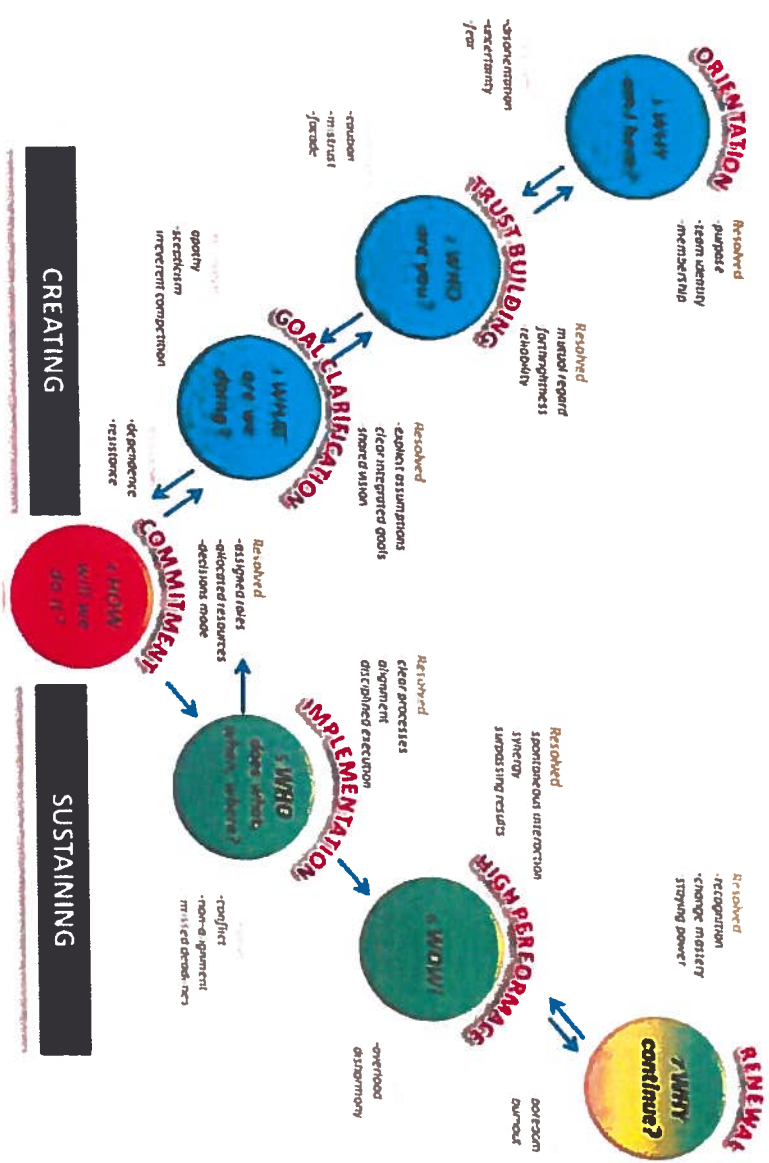 ORIENTATION
1 WHY
am I here?
-disorientation
-uncertainty
-fear
Resolved
-purpose
-team identity
-membership
TRUST BUILDING
2 WHO
are you?
-caution
-mistrust
-facade
Resolved
mutual regard
forthrightness
reliability
GOAL CLARIFICATION
3 WHAT
are we
doing?
apathy
-scepticism
irreverent competition
Resolved
-explicit assumptions
clear integrated goals
shared vision
COMMITMENT
4 HOW
will we
do it?
-dependence
-resistance
Resolved
-assigned roles
-allocated resources
-decisions made
IMPLEMENTATION
5 WHO
does what,
when, where?
-conflict
-non-alignment
missed deadlines
Resolved
clear processes
alignment
disciplined execution
HIGH PERFORMACE
6 WOW!
-overload
disharmony
Resolved
spontaneous interaction
synergy
surpassing results
RENEWAL
7 WHY
continue?
boredom
burnout
Resolved
-recognition
-change mastery
staying power
CREATING
SUSTAINING